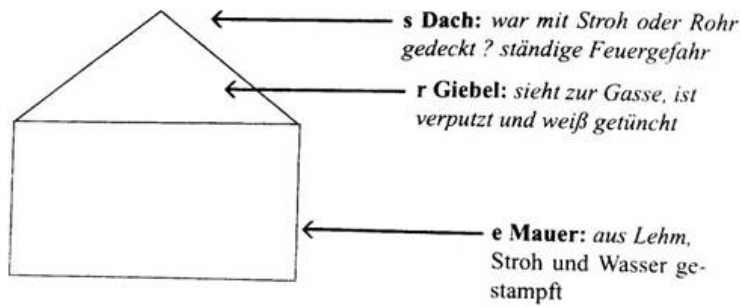 s Dach: war mit Stroh oder Rohr
gedeckt ? ständige Feuergefahr
r Giebel: sieht zur Gasse, ist
verputzt und weiß getüncht
e Mauer: aus Lehm,
Stroh und Wasser ge-
stampft